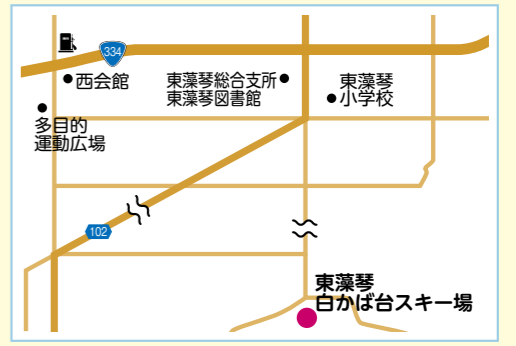 334
西会館
東藻琴総合支所
東藻琴図書館
東藻琴
小学校
多目的
運動広場
102
東藻琴
白かば台スキー場